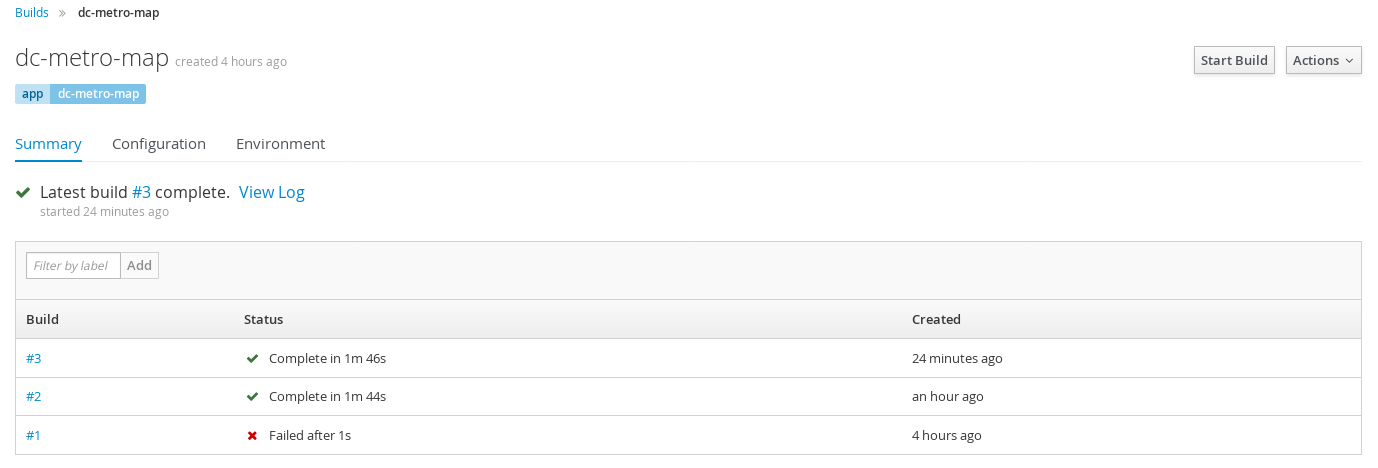 Builds » dc-metro-map
dc-metro-map created 4 hours ago
Start Build Actions
app dc-metro-map
Summary Configuration Environment
Latest build #3 complete. View Log
started 24 minutes ago
Filter by label Add
Build Status Created
#3 Complete in 1m 46s 24 minutes ago
#2 Complete in 1m 44s an hour ago
#1 Failed after 1s 4 hours ago